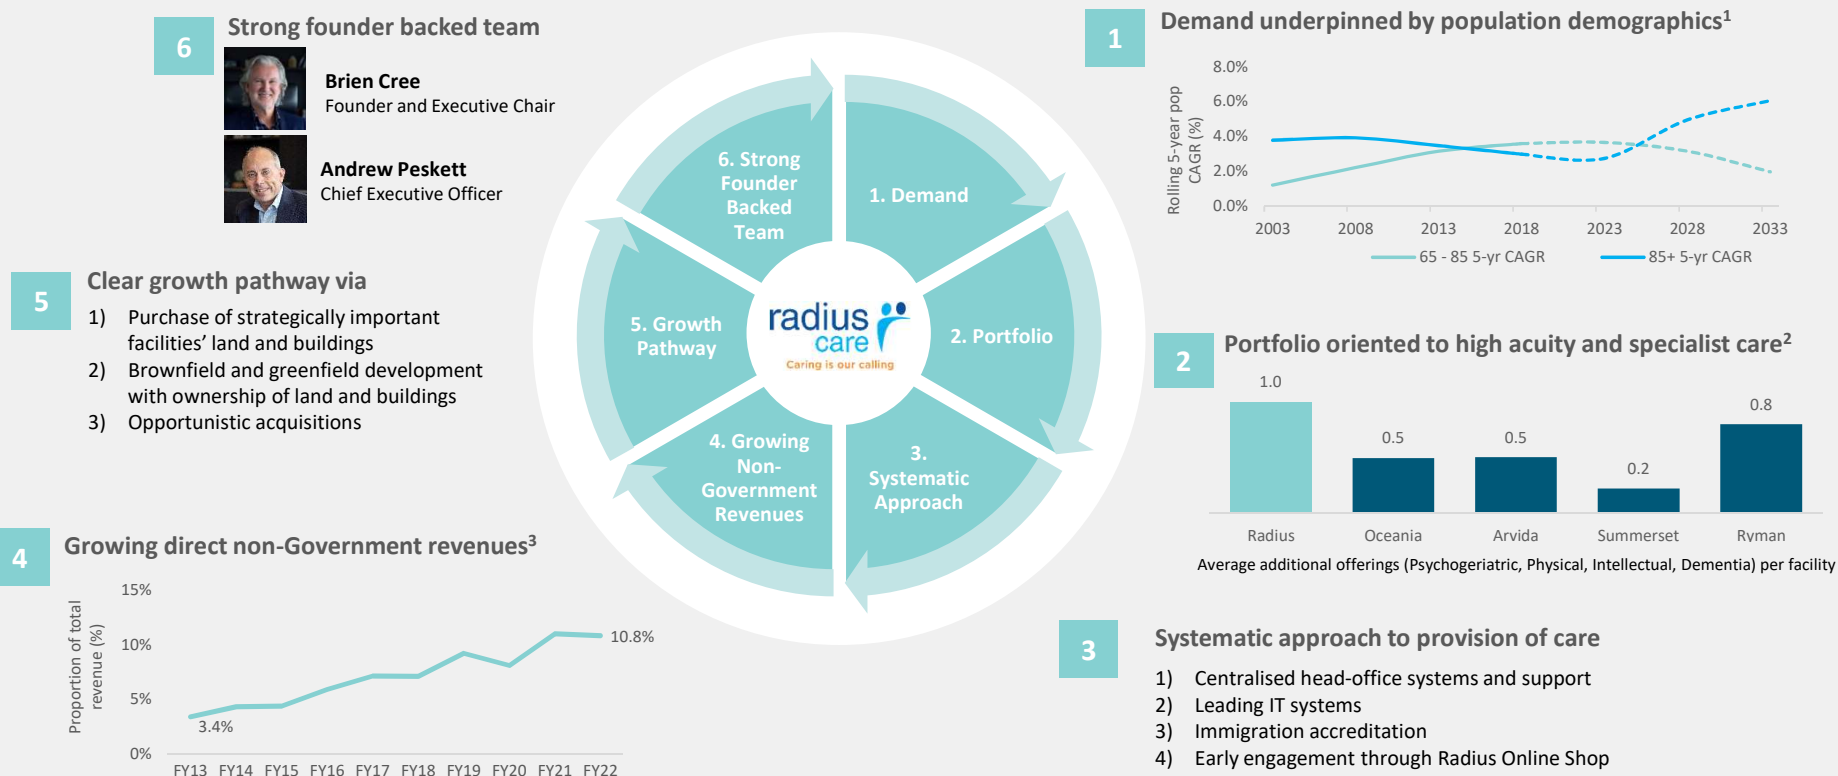 6
Strong founder backed team
Brien Cree
Founder and Executive Chair
Andrew Peskett
Chief Executive Officer
5
Clear growth pathway via
1) Purchase of strategically important
facilities' land and buildings
2) Brownfield and greenfield development
with ownership of land and buildings
3) Opportunistic acquisitions
4
Growing direct non-Government revenues3
Proportion of total
revenue (%)
15%
10%
5%
0%
3.4%
10.8%
FY13 FY14 FY15 FY16 FY17 FY18 FY19 FY20 FY21 FY22
6. Strong
Founder
Backed
Team
1. Demand
5. Growth
Pathway
radius
care
Caring is our calling
2. Portfolio
4. Growing
Non-
Government
Revenues
3.
Systematic
Approach
1
Demand underpinned by population demographics1
Rolling 5-year pop
CAGR (%)
8.0%
6.0%
4.0%
2.0%
0.0%
2003 2008 2013 2018 2023 2028 2033
65 - 85 5-yr CAGR 85+ 5-yr CAGR
2
Portfolio oriented to high acuity and specialist care2
1.0 0.5 0.5 0.2 0.8
Radius Oceania Arvida Summerset Ryman
Average additional offerings (Psychogeriatric, Physical, Intellectual, Dementia) per facility
3
Systematic approach to provision of care
1) Centralised head-office systems and support
2) Leading IT systems
3) Immigration accreditation
4) Early engagement through Radius Online Shop